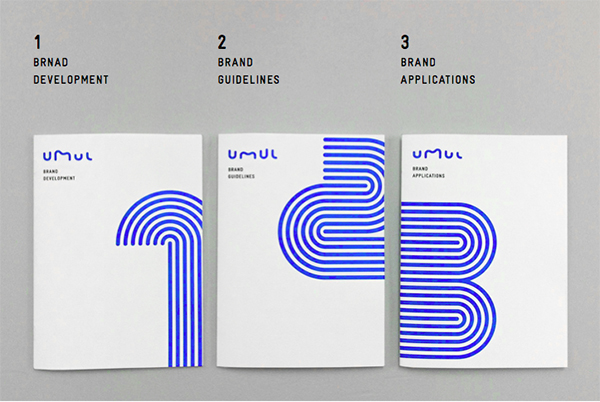 1
BRNAD
DEVELOPMENT
2
BRAND
GUIDELINES
3
BRAND
APPLICATIONS
UMUL
BRAND
DEVELOPMENT
UMUL
BRAND
GUIDELINES
UMUL
BRAND
APPLICATIONS